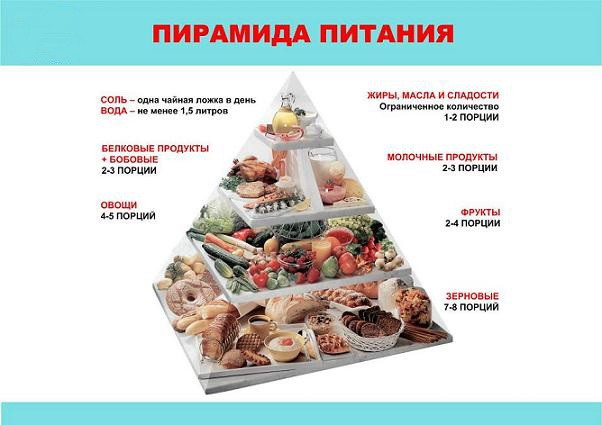 ПИРАМИДА ПИТАНИЯ
СОЛЬ – одна чайная ложка в день
ВОДА – не менее 1,5 литров
ЖИРЫ, МАСЛА И СЛАДОСТИ
Ограниченное количество
1-2 ПОРЦИИ
БЕЛКОВЫЕ ПРОДУКТЫ
+ БОБОВЫЕ
2-3 ПОРЦИИ
МОЛОЧНЫЕ ПРОДУКТЫ
2-3 ПОРЦИИ
ОВОЩИ
4-5 ПОРЦИЙ
ФРУКТЫ
2-4 ПОРЦИИ
ЗЕРНОВЫЕ
7-8 ПОРЦИЙ